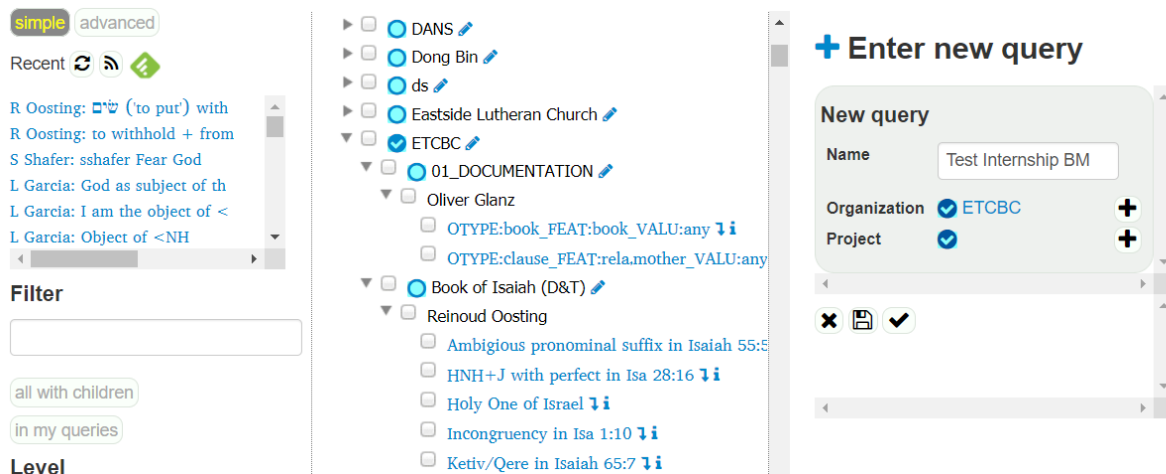 simple advanced
Recent
R Oosting: שׂים ('to put') with
R Oosting: to withhold + from
S Shafer: sshafer Fear God
L Garcia: God as subject of th
L Garcia: I am the object of <
L Garcia: Object of <NH
Filter
all with children
in my queries
Level
DANS
Dong Bin
ds
Eastside Lutheran Church
ETCBC
01_DOCUMENTATION
Oliver Glanz
OTYPE:book_FEAT:book_VALU:any
OTYPE:clause_FEAT:rela,mother_VALU:any
Book of Isaiah (D&T)
Reinoud Oosting
Ambigious pronominal suffix in Isaiah 55:5
HNH+J with perfect in Isa 28:16
Holy One of Israel
Incongruency in Isa 1:10
Ketiv/Qere in Isaiah 65:7
Enter new query
New query
Name Test Internship BM
Organization ETCBC
Project